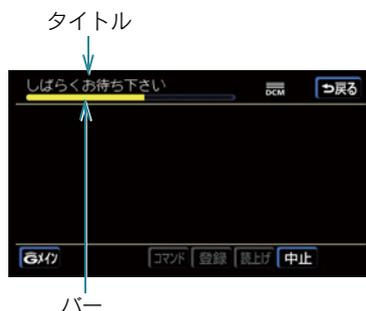 タイトル
しばらくお待ち下さい
DCM
戻る
Gメイン
コマンド 登録 読上げ 中止
バー